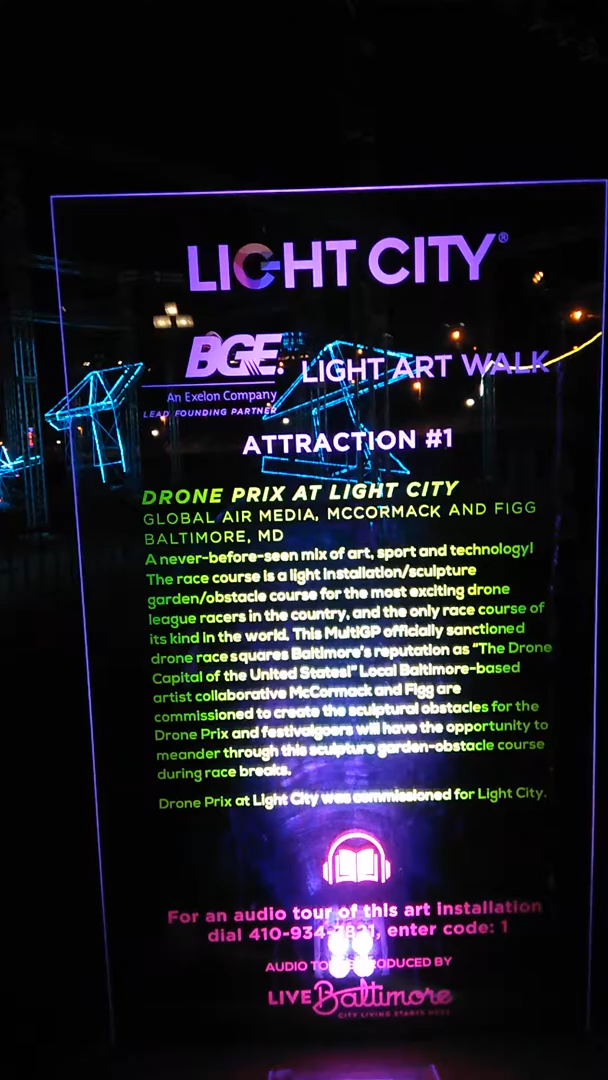 LIGHT CITY®
BGE
An Exelon Company
LEAD FOUNDING PARTNER
LIGHT ART WALK
ATTRACTION #1
DRONE PRIX AT LIGHT CITY
GLOBAL AIR MEDIA, MCCORMACK AND FIGG
BALTIMORE, MD
A never-before-seen mix of art, sport and technology!
The race course is a light installation/sculpture
garden/obstacle course for the most exciting drone
league racers in the country, and the only race course of
its kind in the world. This MultiGP officially sanctioned
drone race squares Baltimore's reputation as "The Drone
Capital of the United States!" Local Baltimore-based
artist collaborative McCormack and Figg are
commissioned to create the sculptural obstacles for the
Drone Prix and festivalgoers will have the opportunity to
meander through this sculpture garden-obstacle course
during race breaks.
Drone Prix at Light City was commissioned for Light City.
For an audio tour of this art installation
dial 410-934-, enter code: 1
AUDIO PRODUCED BY
LIVE Baltimore
CITY LIVING STARTS HERE